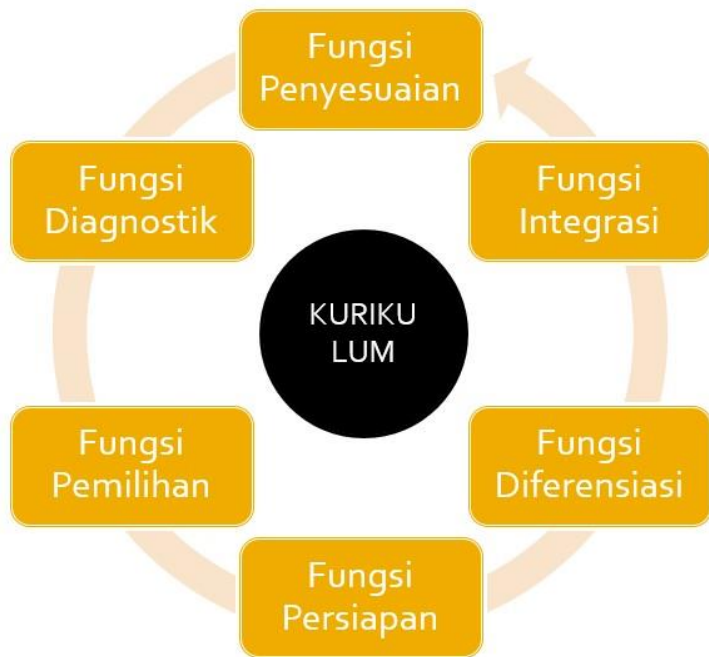 Fungsi
Penyesuaian
Fungsi
Integrasi
Fungsi
Diferensiasi
Fungsi
Persiapan
Fungsi
Pemilihan
Fungsi
Diagnostik
KURIKU
LUM